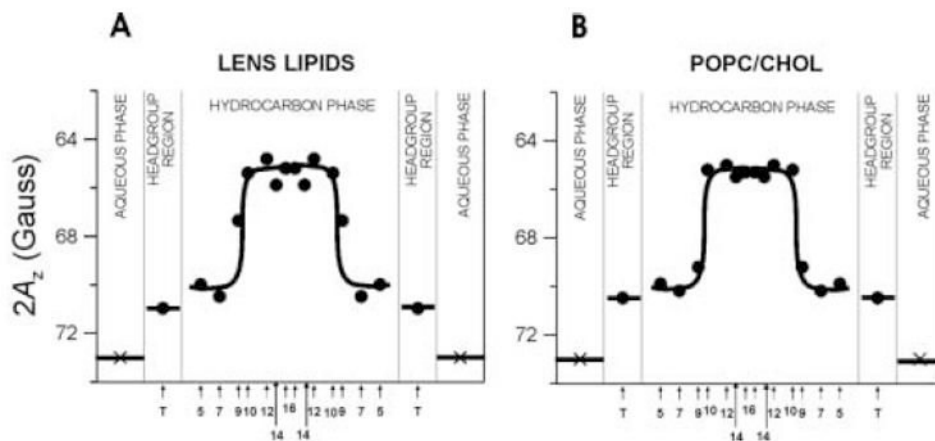 A
B
LENS LIPIDS
POPC/CHOL
AQUEOUS PHASE
HEADGROUP
REGION
HYDROCARBON PHASE
HEADGROUP
REGION
AQUEOUS PHASE
AQUEOUS PHASE
HEADGROUP
REGION
HYDROCARBON PHASE
HEADGROUP
REGION
AQUEOUS PHASE
2Az (Gauss)
64
68
72
64
68
72
T 5 7 9 10 12 16 12 10 9 7 5 T
14 14
T 5 7 9 10 12 16 12 10 9 7 5 T
14 14